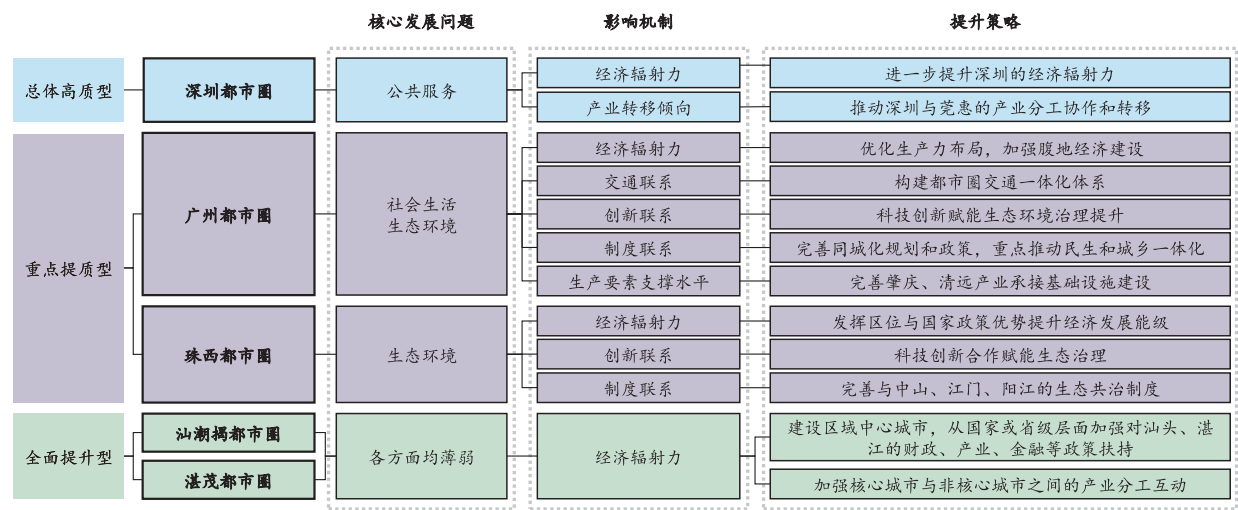 核心发展问题
影响机制
提升策略
总体高质型
深圳都市圈
公共服务
经济辐射力
进一步提升深圳的经济辐射力
产业转移倾向
推动深圳与莞惠的产业分工协作和转移
重点提质型
广州都市圈
社会生活
生态环境
经济辐射力
优化生产力布局，加强腹地经济建设
交通联系
构建都市圈交通一体化体系
创新联系
科技创新赋能生态环境治理提升
制度联系
完善同城化规划和政策，重点推动民生和城乡一体化
生产要素支撑水平
完善肇庆、清远产业承接基础设施建设
珠西都市圈
生态环境
经济辐射力
发挥区位与国家政策优势提升经济发展能级
创新联系
科技创新合作赋能生态治理
制度联系
完善与中山、江门、阳江的生态共治制度
全面提升型
汕潮揭都市圈
湛茂都市圈
各方面均薄弱
经济辐射力
建设区域中心城市，从国家或省级层面加强对汕头、湛
江的财政、产业、金融等政策扶持
加强核心城市与非核心城市之间的产业分工互动